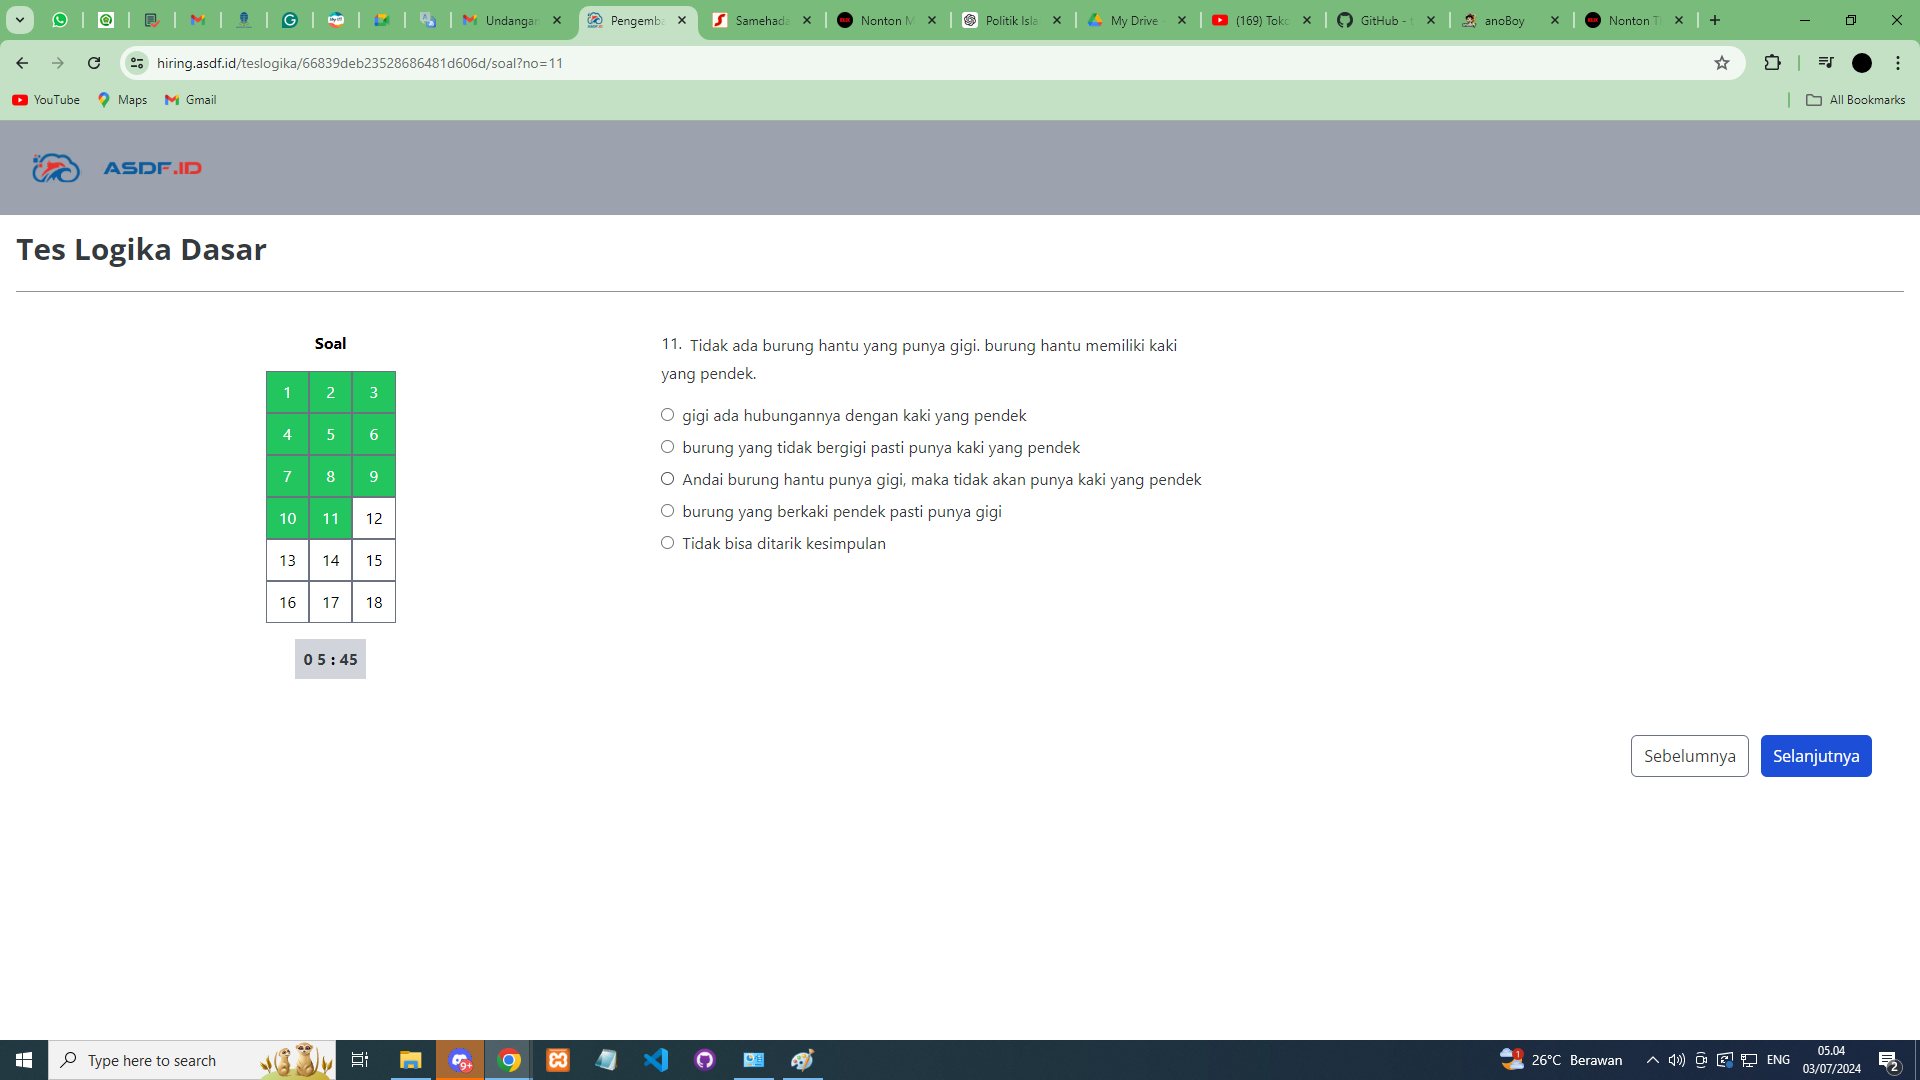 Undangan
Pengemba
Samehada
Nonton M
Politik Isla
My Drive -
(169) Toko
GitHub - t
anoBoy
Nonton Ti
hiring.asdf.id/teslogika/66839deb23528686481d606d/soal?no=11
YouTube
Maps
Gmail
All Bookmarks
ASDF.ID
Tes Logika Dasar
Soal
1 2 3
4 5 6
7 8 9
10 11 12
13 14 15
16 17 18
0 5 : 45
11. Tidak ada burung hantu yang punya gigi. burung hantu memiliki kaki
yang pendek.
gigi ada hubungannya dengan kaki yang pendek
burung yang tidak bergigi pasti punya kaki yang pendek
Andai burung hantu punya gigi, maka tidak akan punya kaki yang pendek
burung yang berkaki pendek pasti punya gigi
Tidak bisa ditarik kesimpulan
Sebelumnya
Selanjutnya
Type here to search
9+
1
26°C Berawan
ENG
05.04
03/07/2024
2